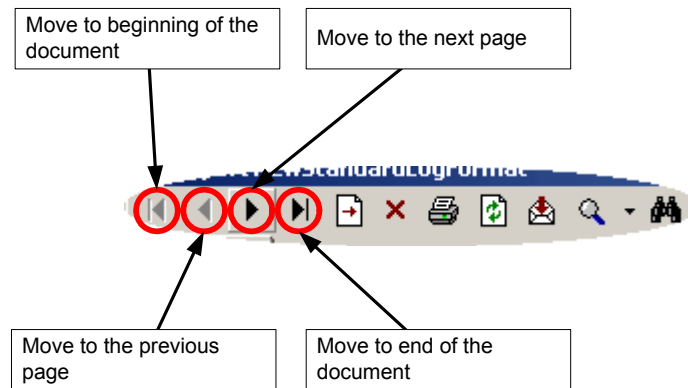 Move to beginning of the
document
Move to the next page
Move to the previous
page
Move to end of the
document